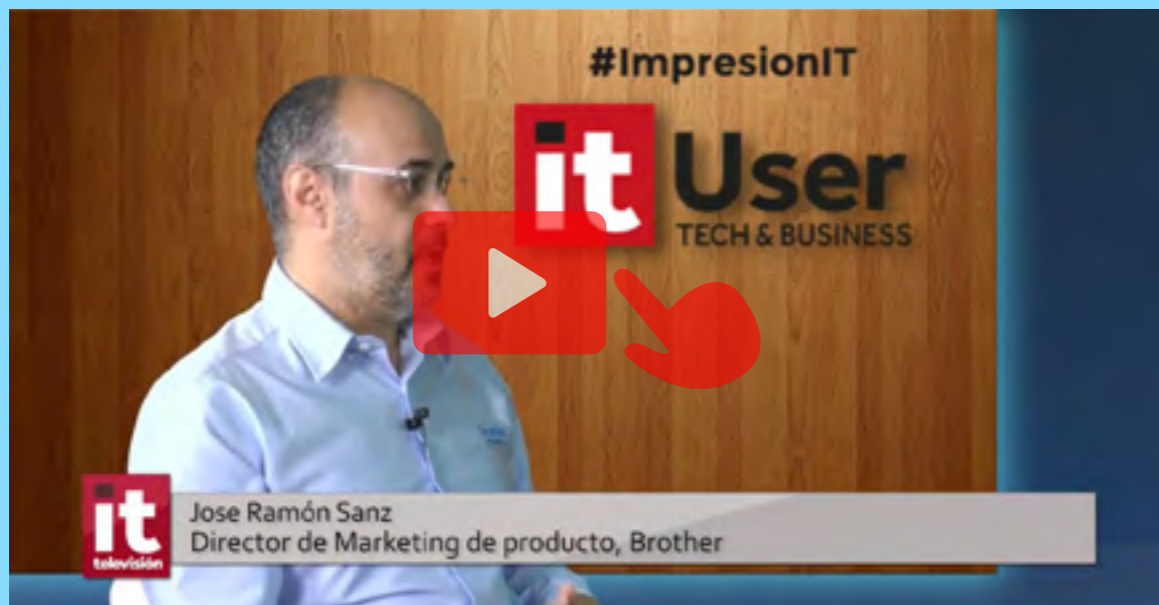 #ImpresionIT
it User
TECH & BUSINESS
Jose Ramón Sanz
Director de Marketing de producto, Brother
it
televisión